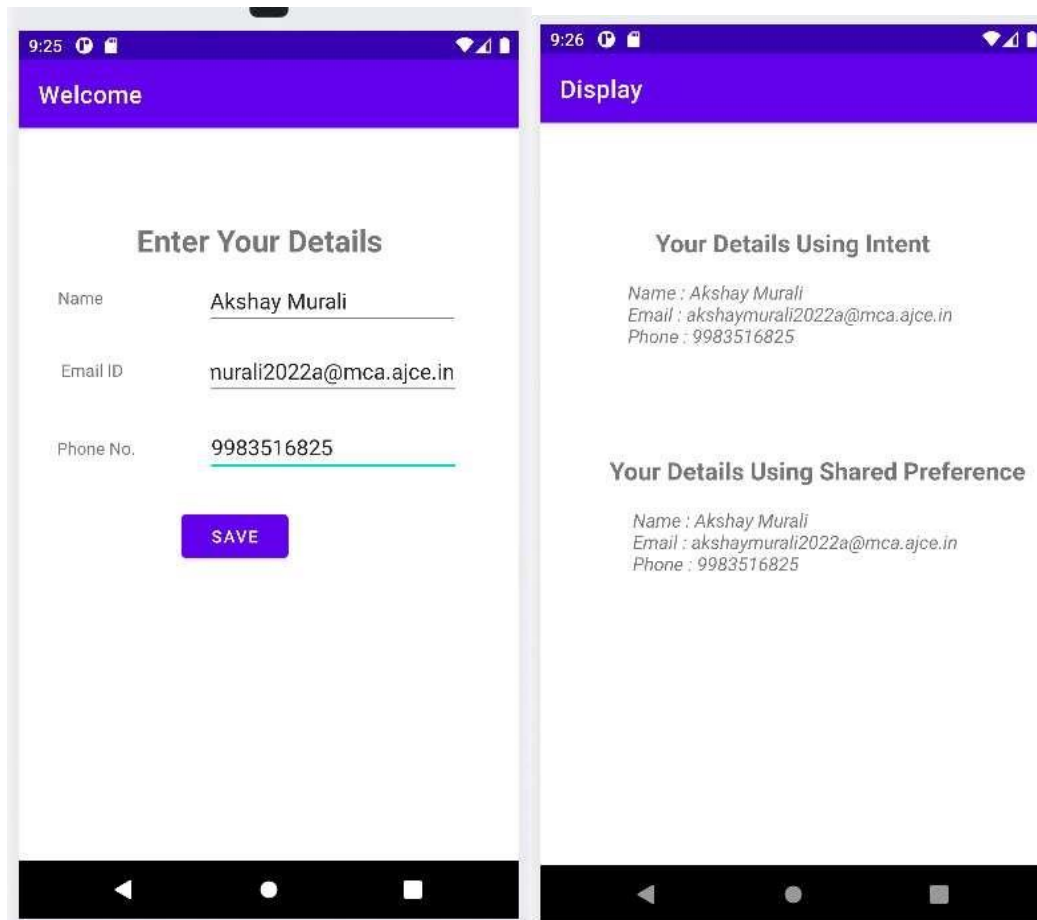 9:25
Welcome
Enter Your Details
Name
Akshay Murali
Email ID
nurali2022a@mca.ajce.in
Phone No.
9983516825
SAVE
9:26
Display
Your Details Using Intent
Name : Akshay Murali
Email : akshaymurali2022a@mca.ajce.in
Phone : 9983516825
Your Details Using Shared Preference
Name : Akshay Murali
Email : akshaymurali2022a@mca.ajce.in
Phone : 9983516825